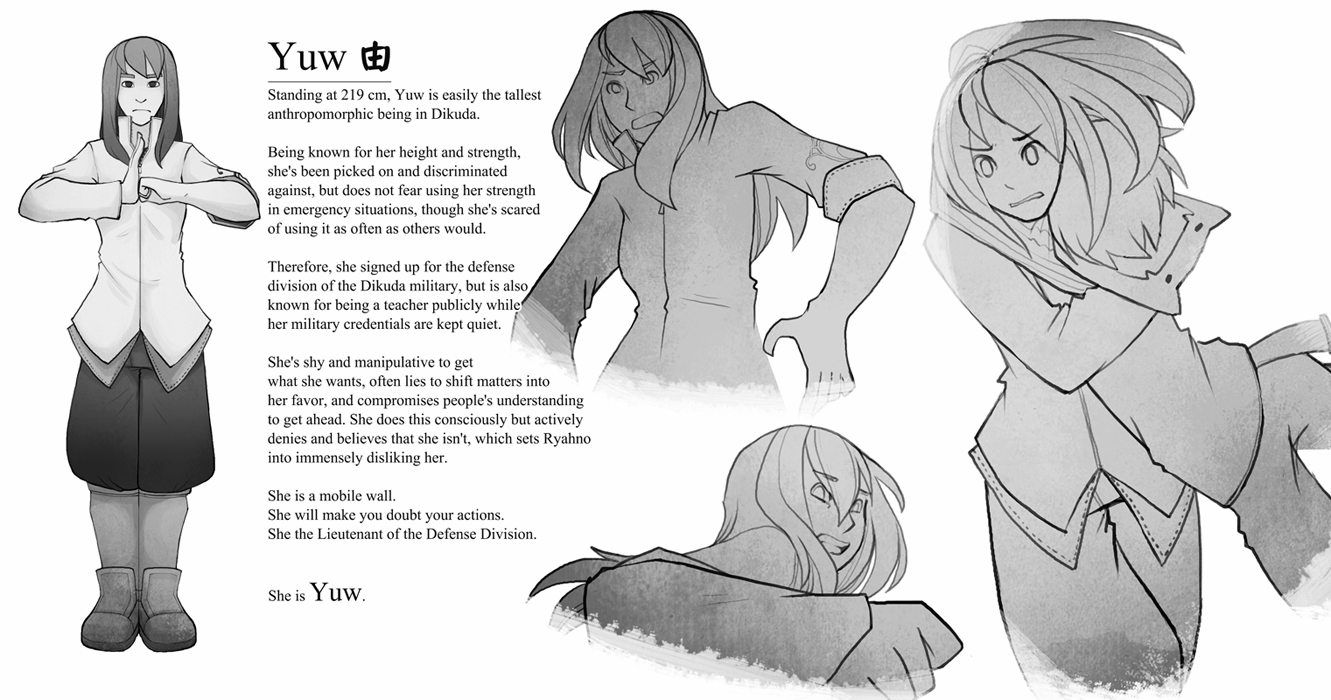 Yuw 由
Standing at 219 cm, Yuw is easily the tallest
anthropomorphic being in Dikuda.
Being known for her height and strength,
she's been picked on and discriminated
against, but does not fear using her strength
in emergency situations, though she's scared
of using it as often as others would.
Therefore, she signed up for the defense
division of the Dikuda military, but is also
known for being a teacher publicly while
her military credentials are kept quiet.
She's shy and manipulative to get
what she wants, often lies to shift matters into
her favor, and compromises people's understanding
to get ahead. She does this consciously but actively
denies and believes that she isn't, which sets Ryahno
into immensely disliking her.
She is a mobile wall.
She will make you doubt your actions.
She the Lieutenant of the Defense Division.
She is Yuw.